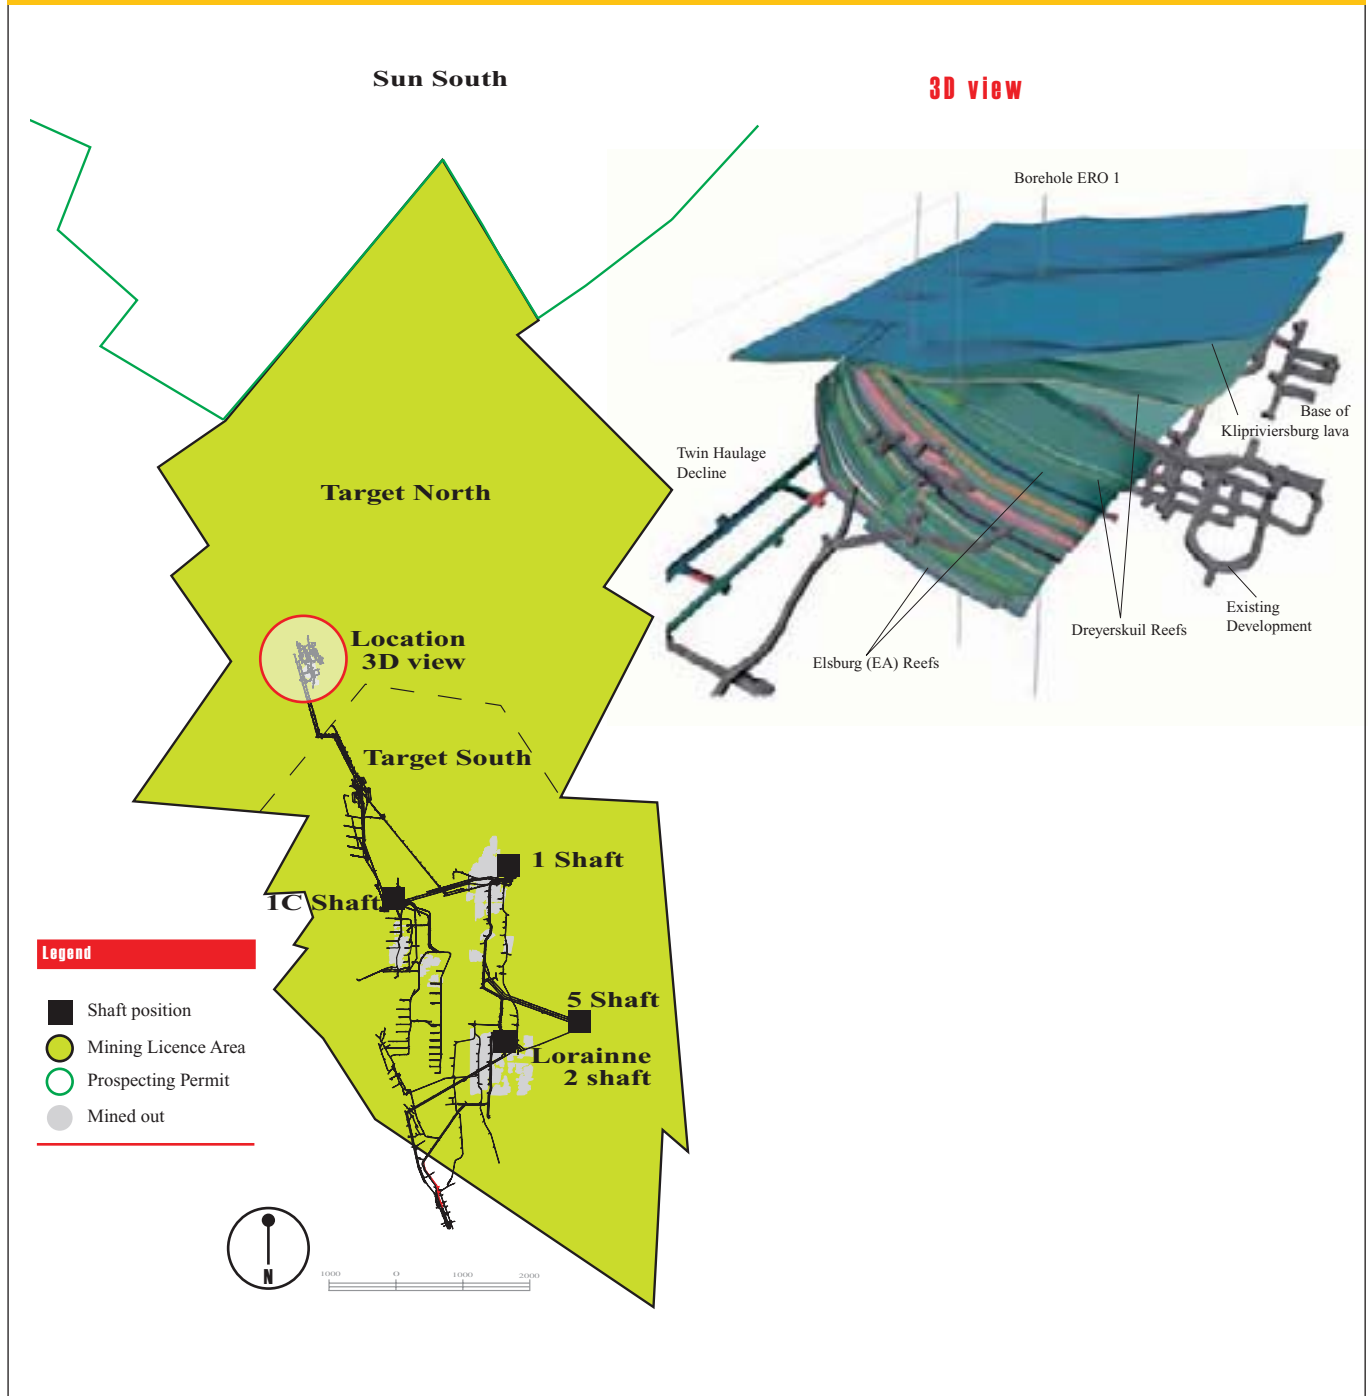 Sun South
3D view
Borehole ERO 1
Base of
Klipriviersburg lava
Twin Haulage
Decline
Target North
Existing
Development
Dreyerskuil Reefs
Elsburg (EA) Reefs
Location
3D view
Target South
1 Shaft
1C Shaft
5 Shaft
Lorainne
2 shaft
Legend
Shaft position
Mining Licence Area
Prospecting Permit
Mined out
N
1000 0 1000 2000